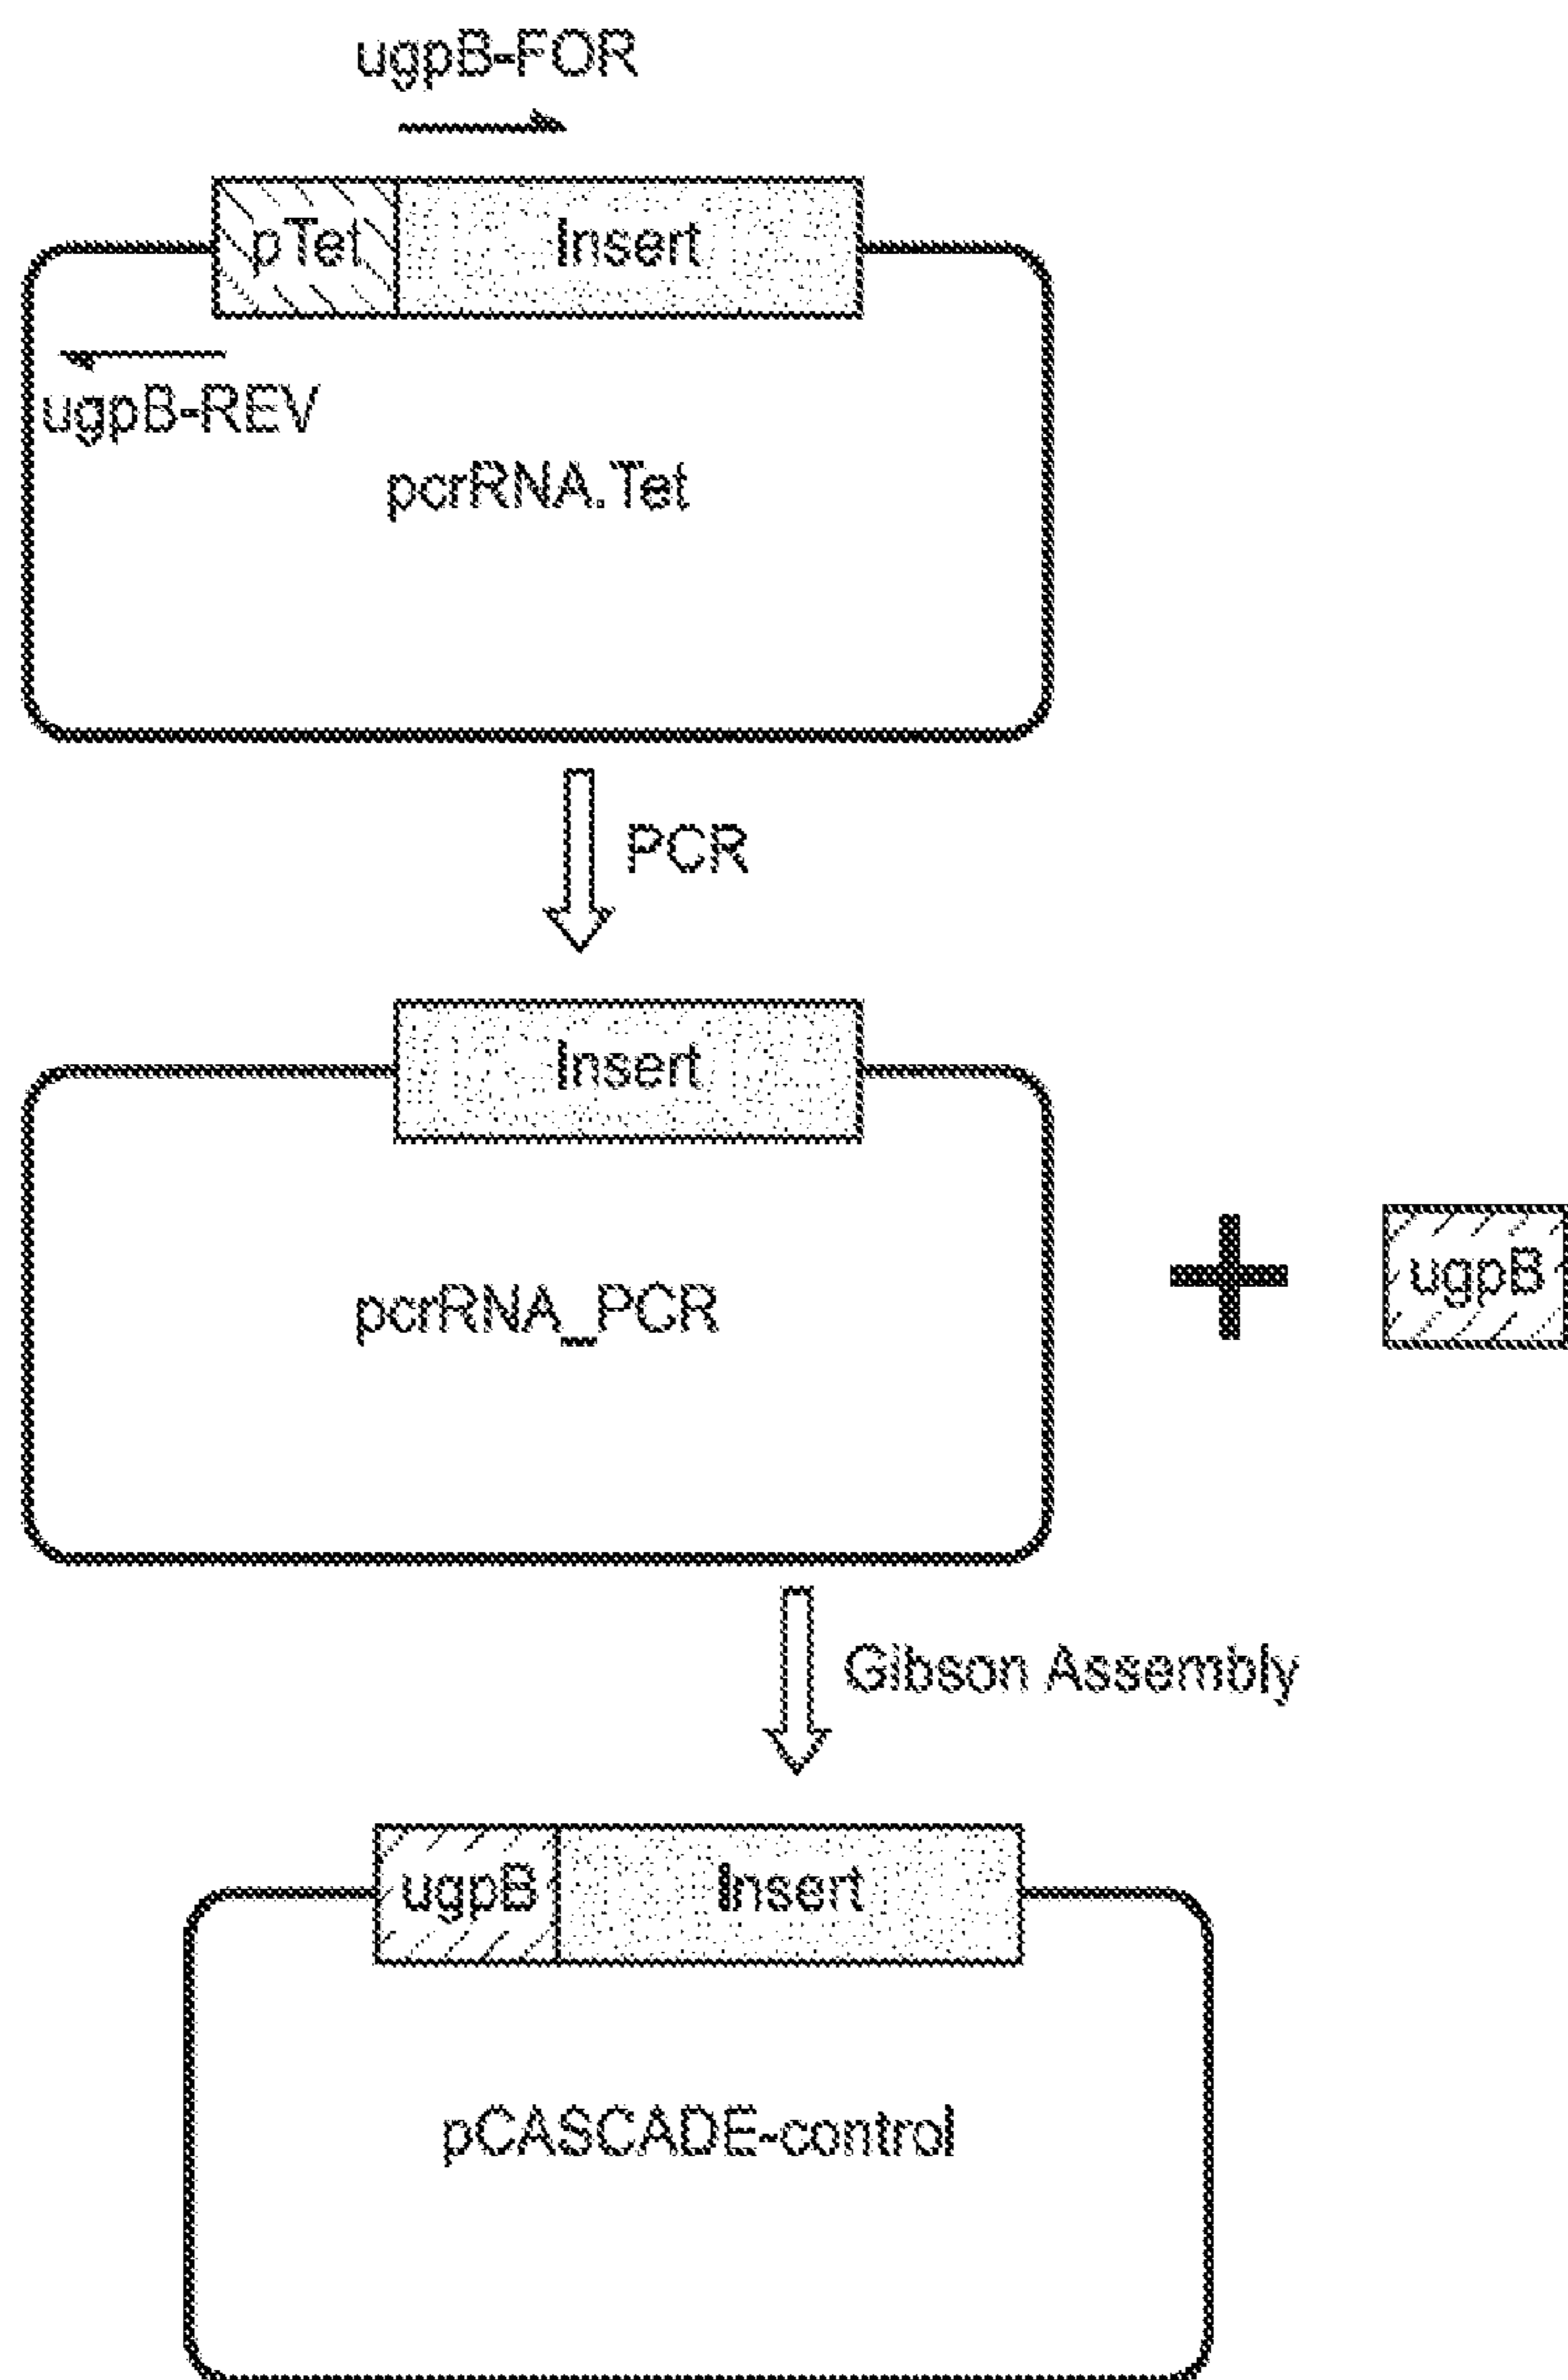 ugpB-FOR
pTet
Insert
ugpB-REV
pcrRNA.Tet
PCR
Insert
pcrRNA_PCR
ugpB
Gibson Assembly
ugpB
Insert
pCASCADE-control